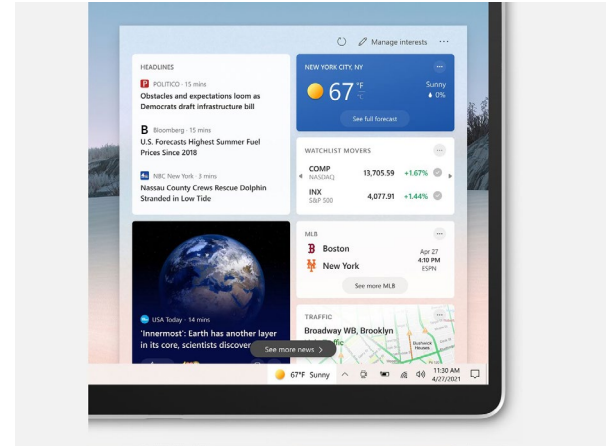 Manage interests
HEADLINES
POLITICO · 15 mins
Obstacles and expectations loom as
Democrats draft infrastructure bill
B Bloomberg · 15 mins
U.S. Forecasts Highest Summer Fuel
Prices Since 2018
NBC New York · 3 mins
Nassau County Crews Rescue Dolphin
Stranded in Low Tide
USA Today · 14 mins
'Innermost': Earth has another layer
in its core, scientists discover
See more news
NEW YORK CITY, NY
67 °F
°C
Sunny
0%
See full forecast
WATCHLIST MOVERS
COMP
NASDAQ
13,705.59 +1.67%
INX
S&P 500
4,077.91 +1.44%
MLB
B Boston
New York
Apr 27
4:10 PM
ESPN
See more MLB
TRAFFIC
Broadway WB, Brooklyn
Bushwick
Houses
67°F Sunny
11:30 AM
4/27/2021